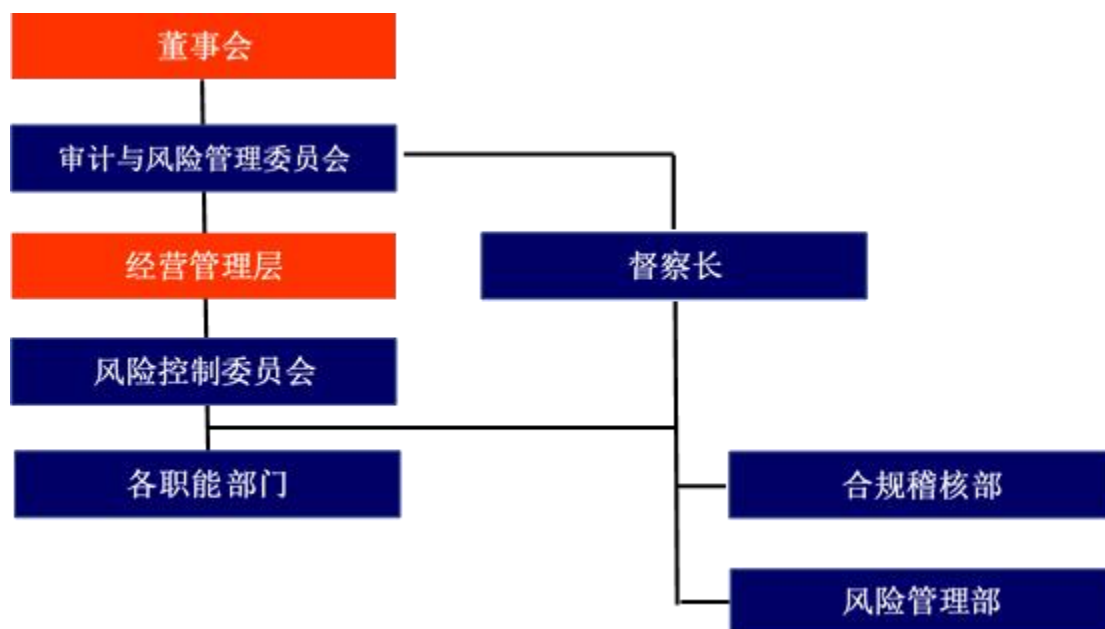 董事会
审计与风险管理委员会
经营管理层
督察长
风险控制委员会
各职能部门
合规稽核部
风险管理部